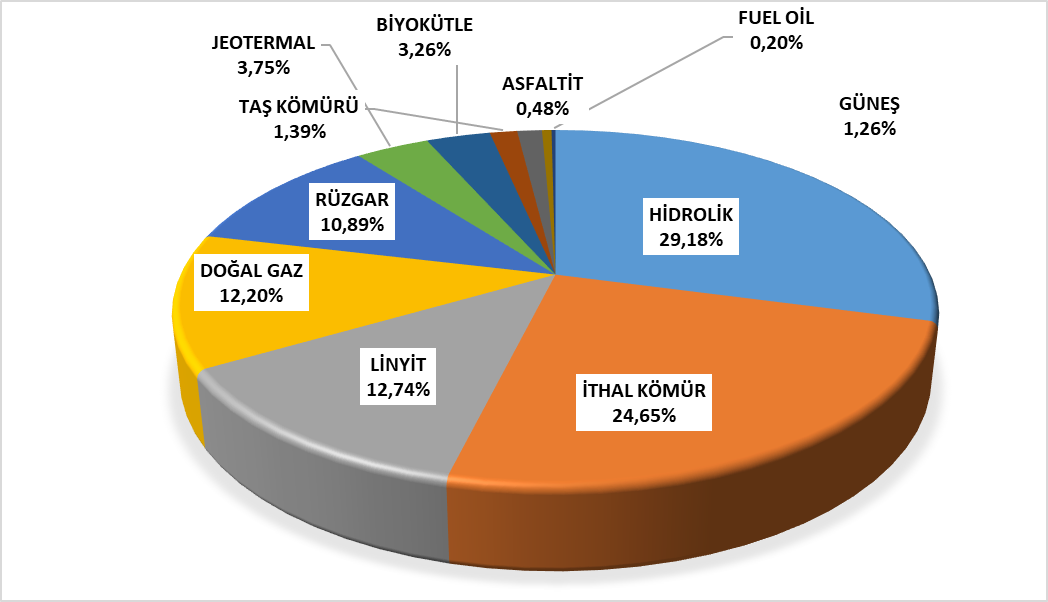 FUEL OİL
0,20%
BİYOKÜTLE
3,26%
JEOTERMAL
3,75%
ASFALTİT
0,48%
TAŞ KÖMÜRÜ
1,39%
GÜNEŞ
1,26%
RÜZGAR
10,89%
HİDROLİK
29,18%
DOĞAL GAZ
12,20%
LİNYİT
12,74%
İTHAL KÖMÜR
24,65%